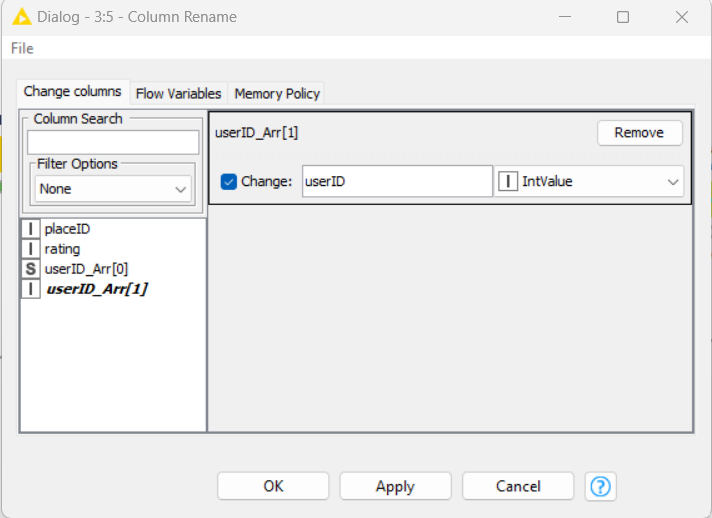 Dialog - 3:5 - Column Rename
File
Change columns Flow Variables Memory Policy
Column Search
Filter Options
None
I placeID
I rating
S userID_Arr[0]
I userID_Arr[1]
userID_Arr[1] Remove
Change: userID I IntValue
OK Apply Cancel ?